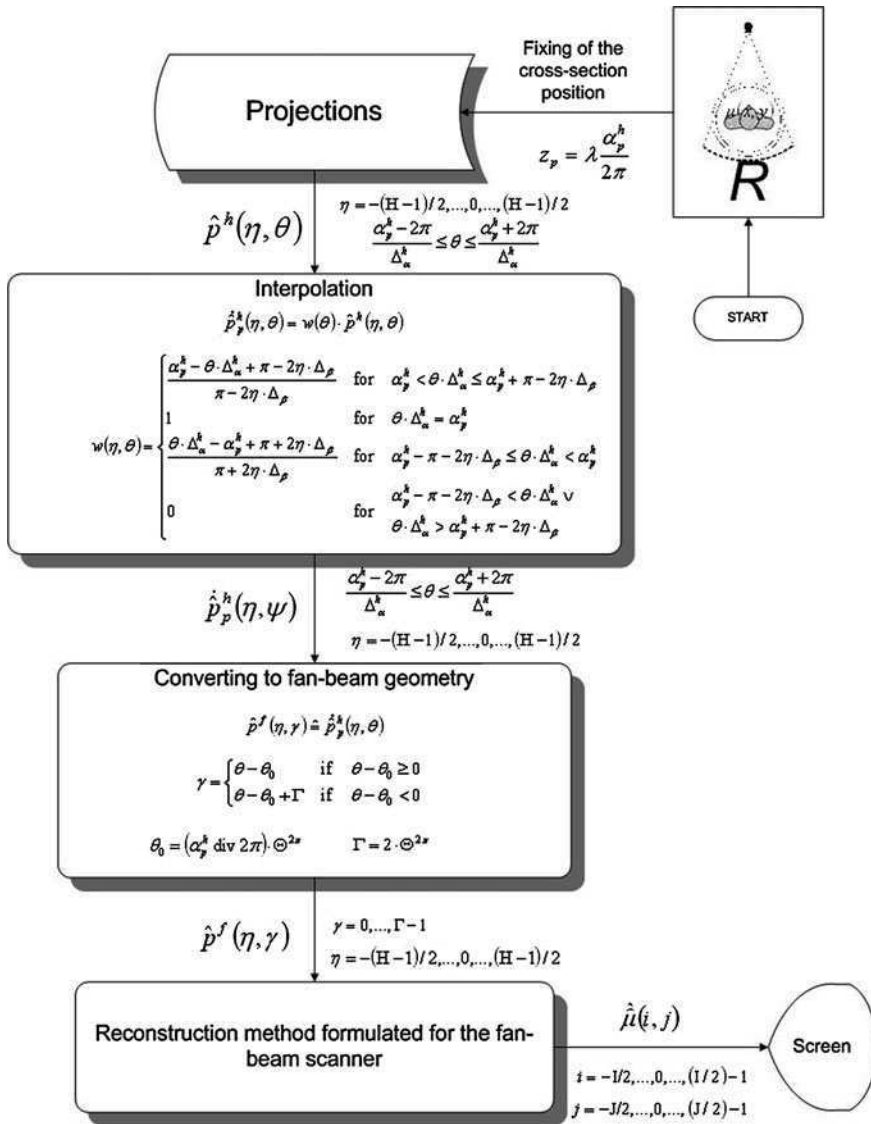 START
R
Fixing of the
cross-section
position
z_p = λ α_p^h / 2π
Projections
p̂^h(η, θ)
η = −(H−1)/2,...,0,...,(H−1)/2
(α_p^h − 2π)/Δ_α^h ≤ θ ≤ (α_p^h + 2π)/Δ_α^h
Interpolation
ṗ̂_p^h(η, θ) = w(θ)· p̂^h(η, θ)
w(η, θ) = {
(α_p^h − θ·Δ_α^h + π − 2η·Δ_β)/(π − 2η·Δ_β) for α_p^h < θ·Δ_α^h ≤ α_p^h + π − 2η·Δ_β
1 for θ·Δ_α^h = α_p^h
(θ·Δ_α^h − α_p^h + π + 2η·Δ_β)/(π + 2η·Δ_β) for α_p^h − π − 2η·Δ_β ≤ θ·Δ_α^h < α_p^h
0 for α_p^h − π − 2η·Δ_β < θ·Δ_α^h ∨
θ·Δ_α^h > α_p^h + π − 2η·Δ_β
ṗ̂_p^h(η, ψ)
(α_p^h − 2π)/Δ_α^h ≤ θ ≤ (α_p^h + 2π)/Δ_α^h
η = −(H−1)/2,...,0,...,(H−1)/2
Converting to fan-beam geometry
p̂^f(η, γ) ≙ ṗ̂_p^h(η, θ)
γ = {
θ − θ_0 if θ − θ_0 ≥ 0
θ − θ_0 + Γ if θ − θ_0 < 0
θ_0 = (α_p^h div 2π)·Θ^2π Γ = 2·Θ^2π
p̂^f(η, γ)
γ = 0,...,Γ−1
η = −(H−1)/2,...,0,...,(H−1)/2
Reconstruction method formulated for the fan-
beam scanner
μ̂(i, j)
i = −I/2,...,0,...,(I/2)−1
j = −J/2,...,0,...,(J/2)−1
Screen